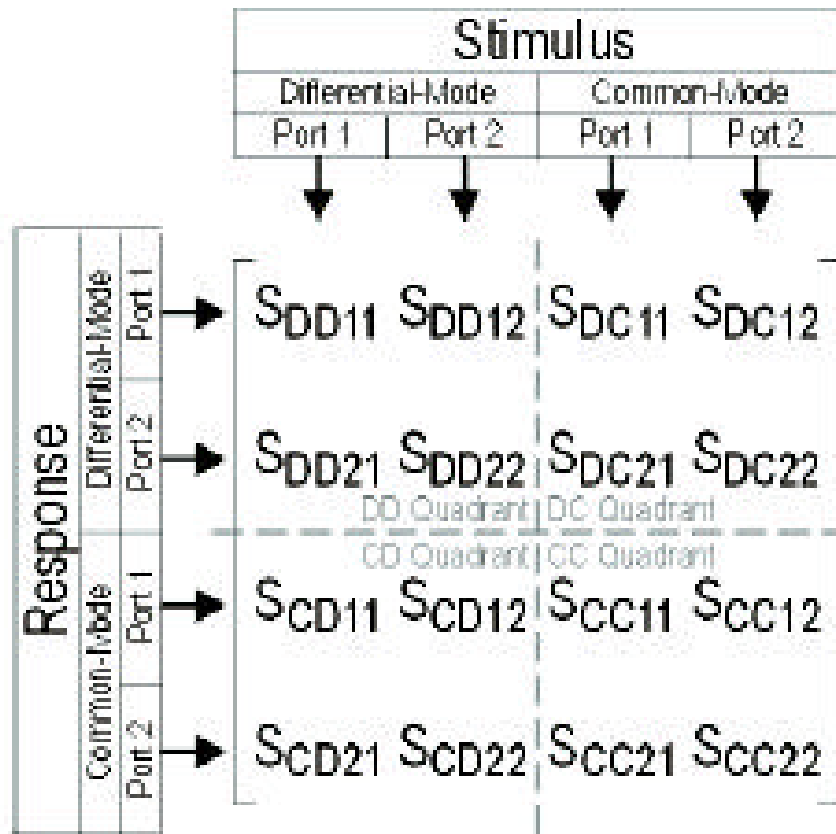 Stimulus
Differential-Mode Common-Mode
Port 1 Port 2 Port 1 Port 2
Response
Differential-Mode
Port 1
Port 2
Common-Mode
Port 1
Port 2
SDD11 SDD12 SDC11 SDC12
SDD21 SDD22 SDC21 SDC22
DD Quadrant DC Quadrant
CD Quadrant CC Quadrant
SCD11 SCD12 SCC11 SCC12
SCD21 SCD22 SCC21 SCC22